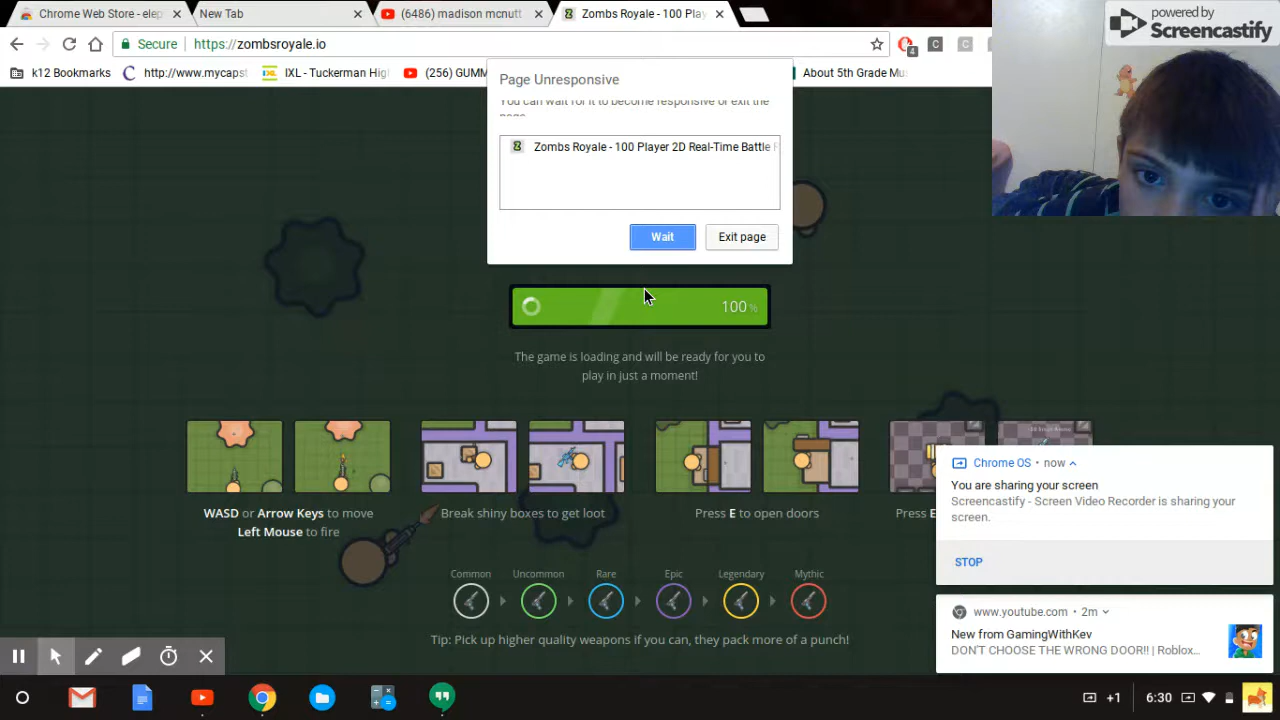 Chrome Web Store - elep
New Tab
(6486) madison mcnutt
Zombs Royale - 100 Play
powered by
Screencastify
Secure
https://zombsroyale.io
4
C
C
k12 Bookmarks
http://www.mycapst
IXL - Tuckerman Hig
(256) GUMM
About 5th Grade Mu
Page Unresponsive
You can wait for it to become responsive or exit the
page.
Zombs Royale - 100 Player 2D Real-Time Battle R
Wait
Exit page
100 %
The game is loading and will be ready for you to
play in just a moment!
WASD or Arrow Keys to move
Left Mouse to fire
Break shiny boxes to get loot
Press E to open doors
Press E
Common
Uncommon
Rare
Epic
Legendary
Mythic
Tip: Pick up higher quality weapons if you can, they pack more of a punch!
Chrome OS • now
You are sharing your screen
Screencastify - Screen Video Recorder is sharing your
screen.
STOP
www.youtube.com • 2m
New from GamingWithKev
DON'T CHOOSE THE WRONG DOOR!! | Roblox...
+1
6:30